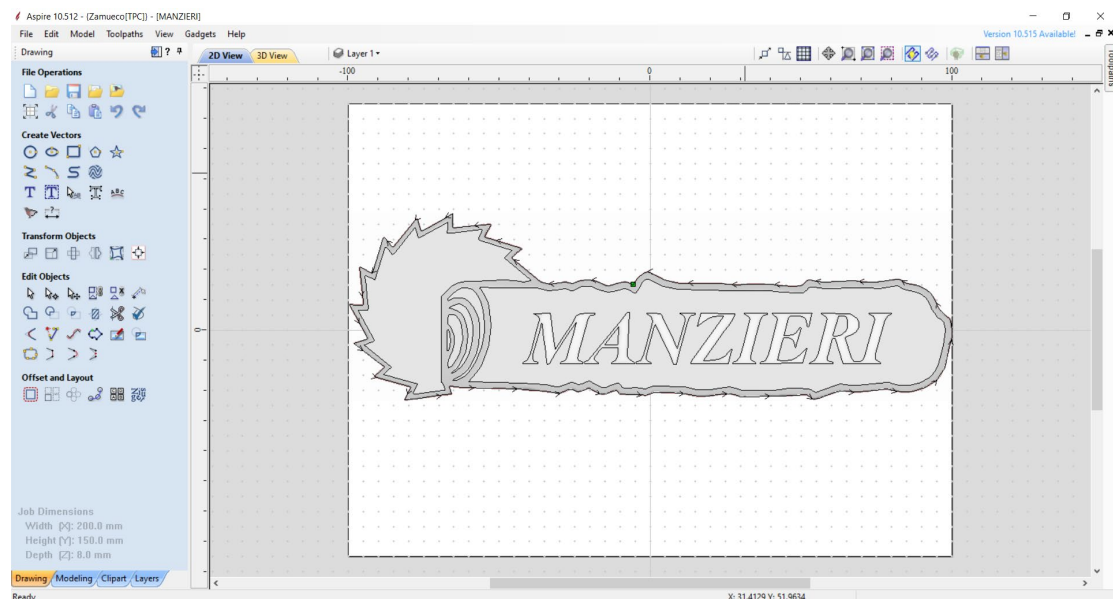 Aspire 10.512 - (Zamueco[TPC]) - [MANZIERI]
File Edit Model Toolpaths View Gadgets Help
Version 10.515 Available!
Drawing
?
2D View 3D View
Layer 1
Toolpaths
File Operations
-100 0 100
Create Vectors
T T T ABC
?
Transform Objects
Edit Objects
0
MANZIERI
Offset and Layout
Job Dimensions
Width (X): 200.0 mm
Height (Y): 150.0 mm
Depth (Z): 8.0 mm
Drawing Modeling Clipart Layers
Ready
X: 31.4129 Y: 51.9634